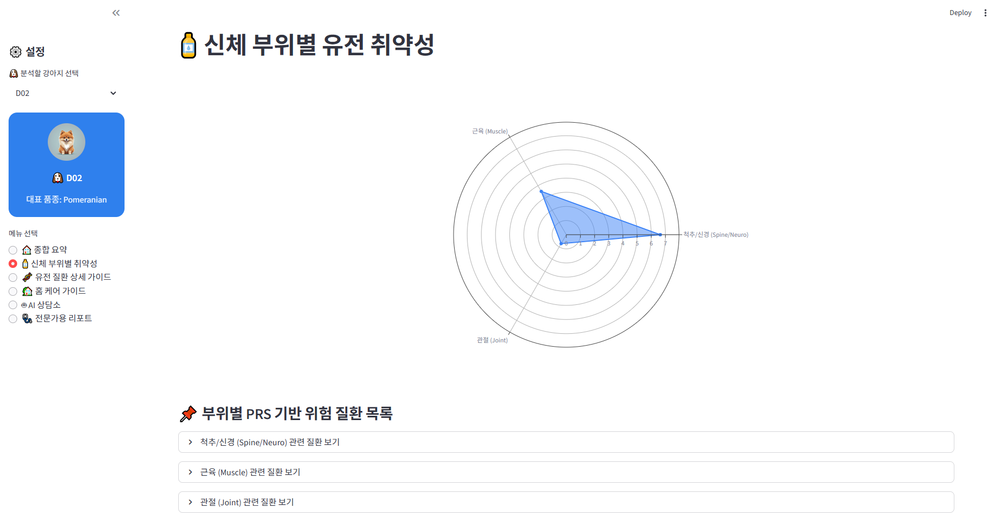 Deploy
설정
분석할 강아지 선택
D02
D02
대표 품종: Pomeranian
메뉴 선택
종합 요약
신체 부위별 취약성
유전 질환 상세 가이드
홈 케어 가이드
AI 상담소
전문가용 리포트
신체 부위별 유전 취약성
근육 (Muscle)
척추/신경 (Spine/Neuro)
0 1 2 3 4 5 6 7
관절 (Joint)
부위별 PRS 기반 위험 질환 목록
척추/신경 (Spine/Neuro) 관련 질환 보기
근육 (Muscle) 관련 질환 보기
관절 (Joint) 관련 질환 보기